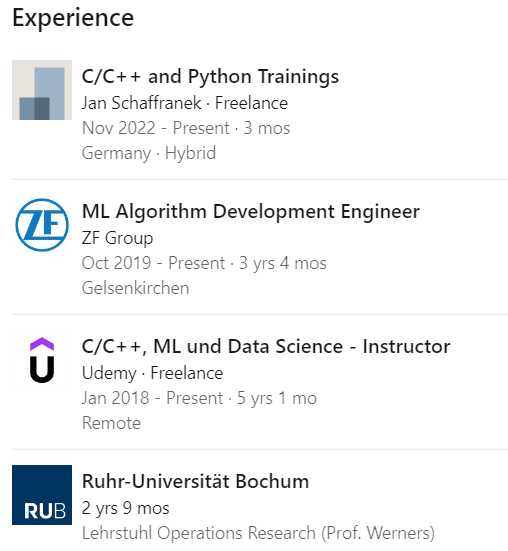 Experience
C/C++ and Python Trainings
Jan Schaffranek · Freelance
Nov 2022 - Present · 3 mos
Germany · Hybrid
ZF
ML Algorithm Development Engineer
ZF Group
Oct 2019 - Present · 3 yrs 4 mos
Gelsenkirchen
U
C/C++, ML und Data Science - Instructor
Udemy · Freelance
Jan 2018 - Present · 5 yrs 1 mo
Remote
RUB
Ruhr-Universität Bochum
2 yrs 9 mos
Lehrstuhl Operations Research (Prof. Werners)